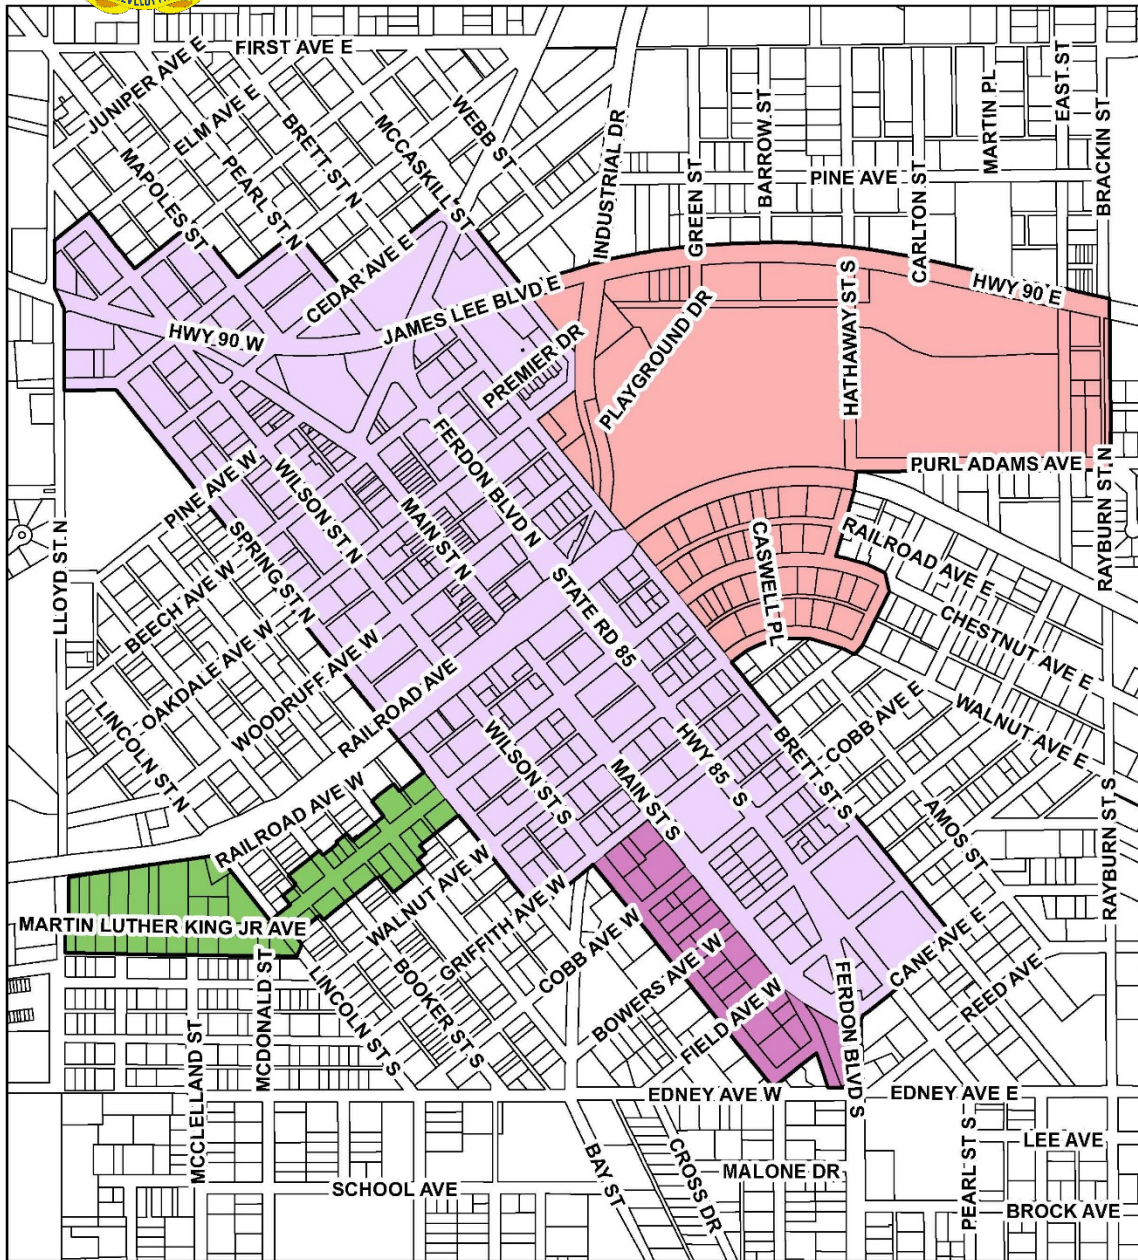 FIRST AVE E
JUNIPER AVE E
ELM AVE E
WEBB ST
BRETT ST N
MCCASKILL ST
MAPOLES ST
PEARL ST N
CEDAR AVE E
INDUSTRIAL DR
GREEN ST
BARROW ST
PINE AVE
CARLTON ST
MARTIN PL
EAST ST
BRACKIN ST
HWY 90 W
JAMES LEE BLVD E
HWY 90 E
PREMIER DR
PLAYGROUND DR
HATHAWAY ST S
PURL ADAMS AVE
RAYBURN ST N
FERDON BLVD N
PINE AVE W
WILSON ST N
MAIN ST N
SPRING ST N
LLOYD ST N
BEECH AVE W
OAKDALE AVE W
WOODRUFF AVE W
LINCOLN ST N
RAILROAD AVE
STATE RD 85
CASWELL PL
RAILROAD AVE E
CHESTNUT AVE E
WALNUT AVE E
COBB AVE E
WILSON ST S
MAIN ST S
HWY 85 S
BRETT ST S
AMOS ST
RAYBURN ST S
RAILROAD AVE W
MARTIN LUTHER KING JR AVE
WALNUT AVE W
GRIFFITH AVE W
COBB AVE W
BOWERS AVE W
FIELD AVE W
FERDON BLVD S
CANE AVE E
REED AVE
MCCLELLAND ST
MCDONALD ST
LINCOLN ST S
BOOKER ST S
EDNEY AVE W
EDNEY AVE E
SCHOOL AVE
BAY ST
CROSS DR
MALONE DR
PEARL ST S
LEE AVE
BROCK AVE